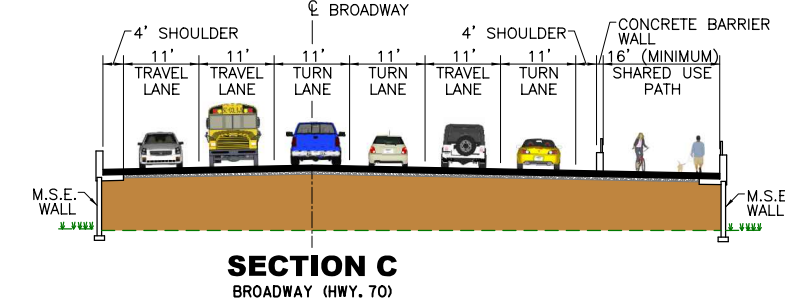 ℄ BROADWAY
4' SHOULDER
4' SHOULDER
CONCRETE BARRIER
WALL
11' 11' 11' 11' 11' 11' 16' (MINIMUM)
TRAVEL TRAVEL TURN TURN TRAVEL TURN SHARED USE
LANE LANE LANE LANE LANE LANE PATH
M.S.E.
WALL
M.S.E
WALL
SECTION C
BROADWAY (HWY. 70)